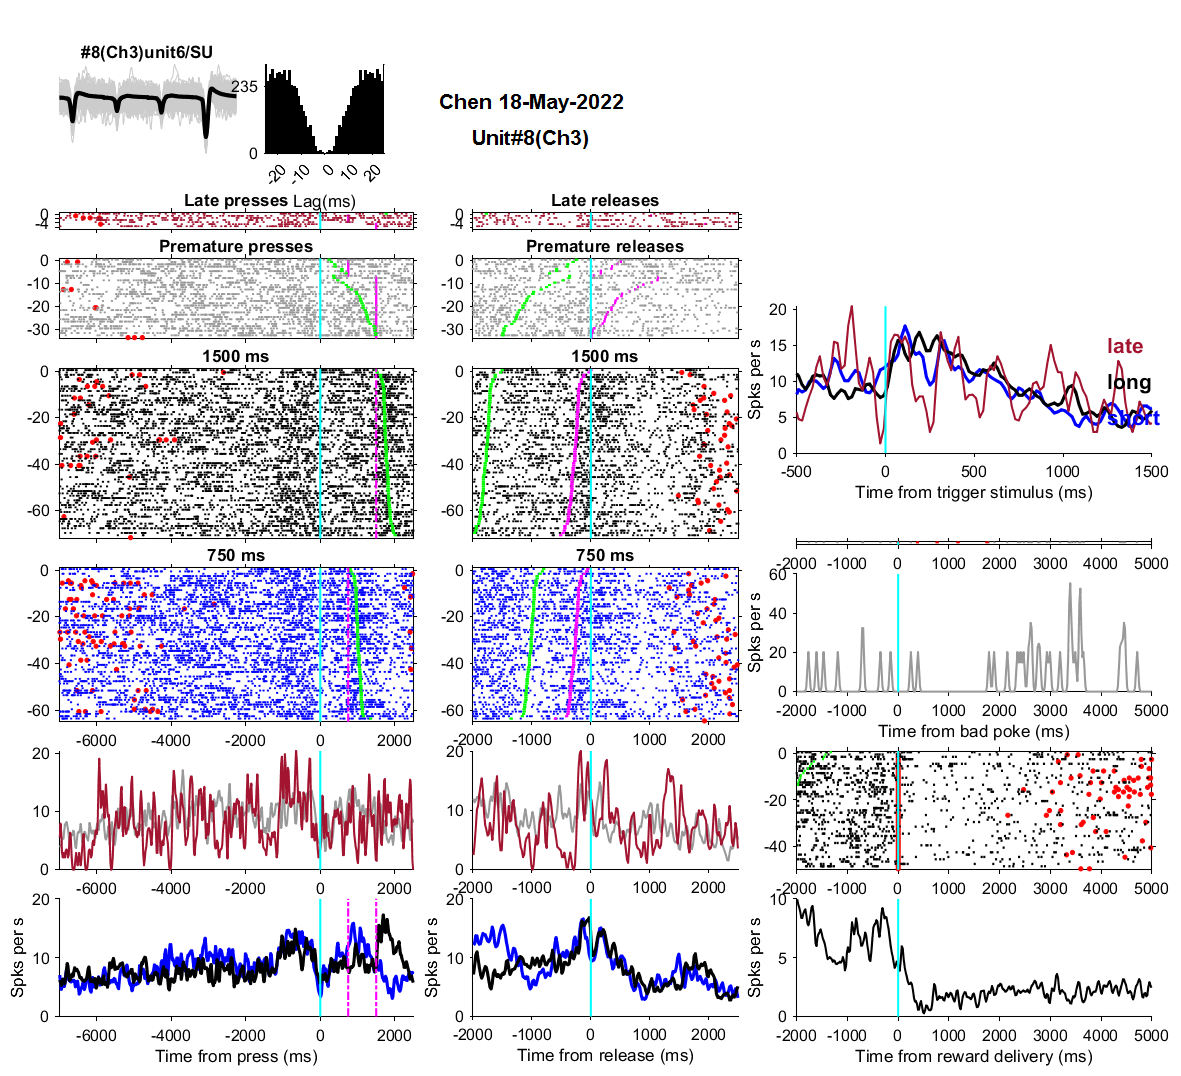 #8(Ch3)unit6/SU
235
0
-20 -10 0 10 20
Lag(ms)
Chen 18-May-2022
Unit#8(Ch3)
Late presses
0
-4
Late releases
0
-4
Premature presses
0
-10
-20
-30
Premature releases
0
-10
-20
-30
1500 ms
0
-20
-40
-60
1500 ms
0
-20
-40
-60
750 ms
0
-20
-40
-60
-6000 -4000 -2000 0 2000
750 ms
0
-20
-40
-60
-2000 -1000 0 1000 2000
20
10
0
-6000 -4000 -2000 0 2000
20
10
0
-2000 -1000 0 1000 2000
Spks per s
20
10
0
-6000 -4000 -2000 0 2000
Time from press (ms)
Spks per s
20
10
0
-2000 -1000 0 1000 2000
Time from release (ms)
Spks per s
20
15
10
5
0
late
long
short
-500 0 500 1000 1500
Time from trigger stimulus (ms)
-2000 -1000 0 1000 2000 3000 4000 5000
Spks per s
60
40
20
0
-2000 -1000 0 1000 2000 3000 4000 5000
Time from bad poke (ms)
0
-20
-40
-2000 -1000 0 1000 2000 3000 4000 5000
Spks per s
10
5
0
-2000 -1000 0 1000 2000 3000 4000 5000
Time from reward delivery (ms)